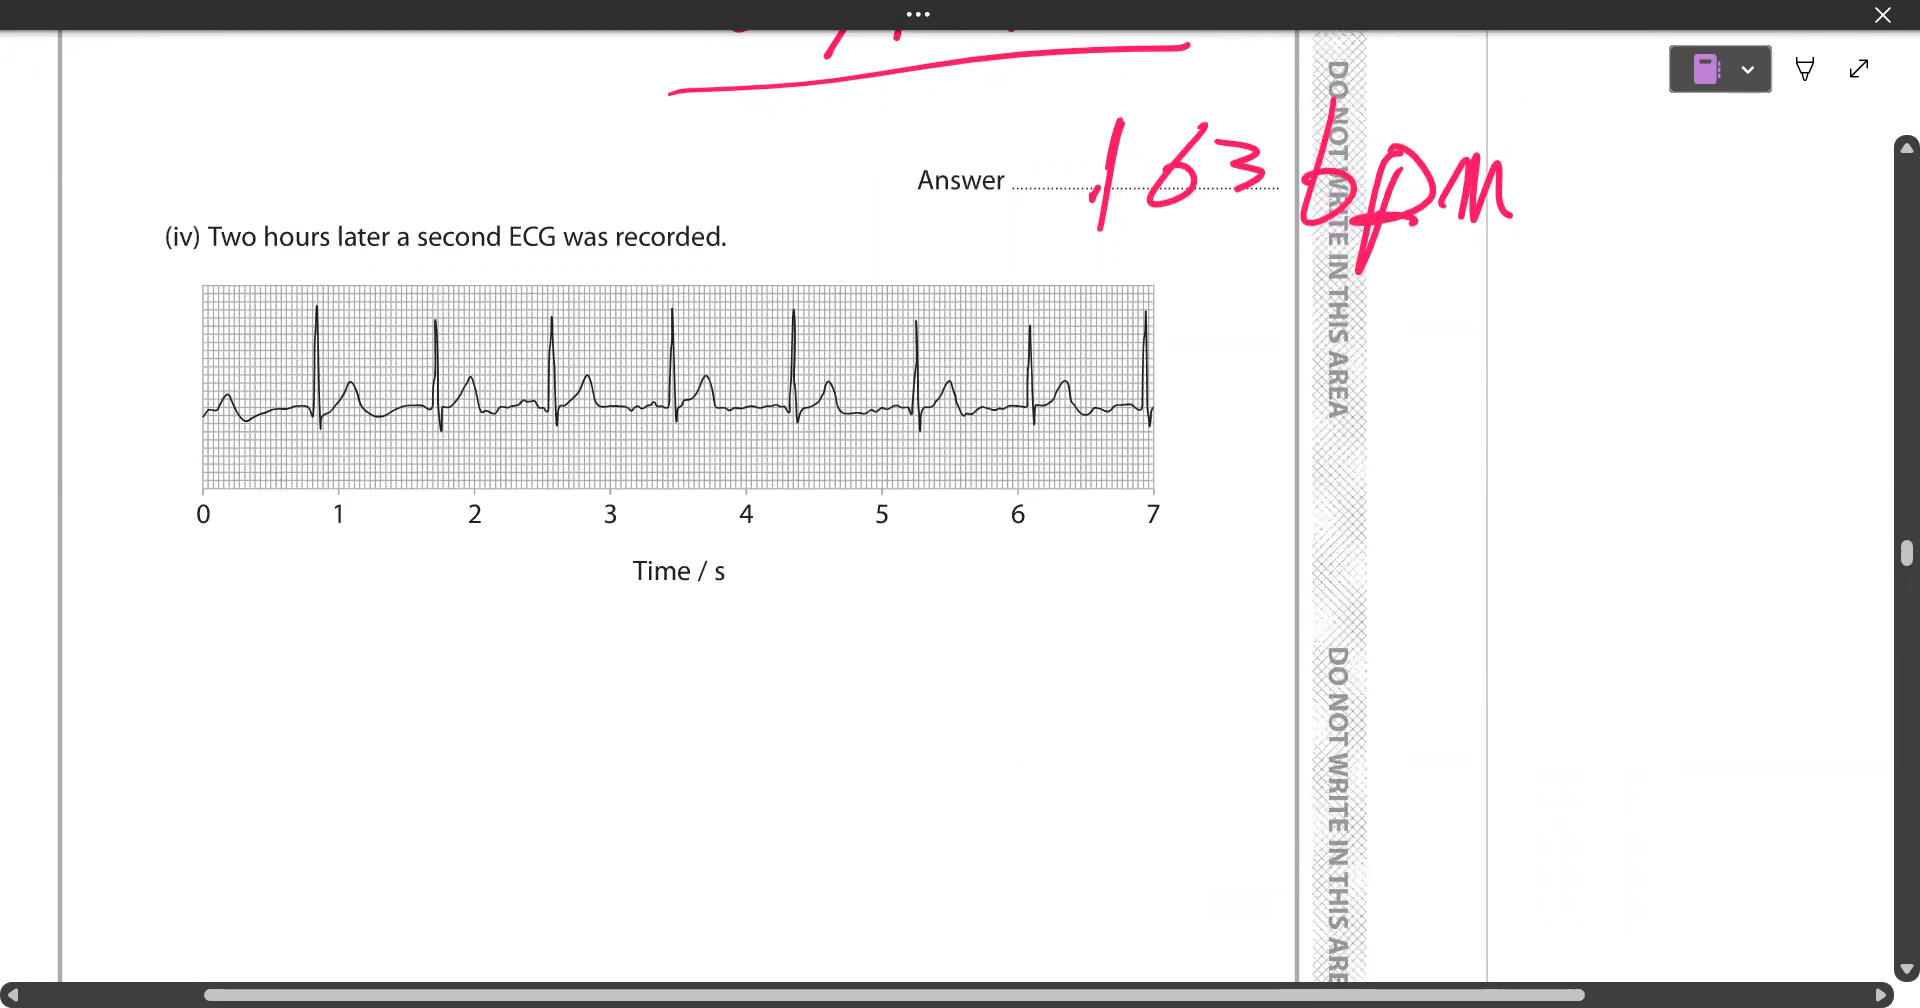 Answer ........ 163 bpm
(iv) Two hours later a second ECG was recorded.
0 1 2 3 4 5 6 7
Time / s
DO NOT WRITE IN THIS AREA
DO NOT WRITE IN THIS ARE